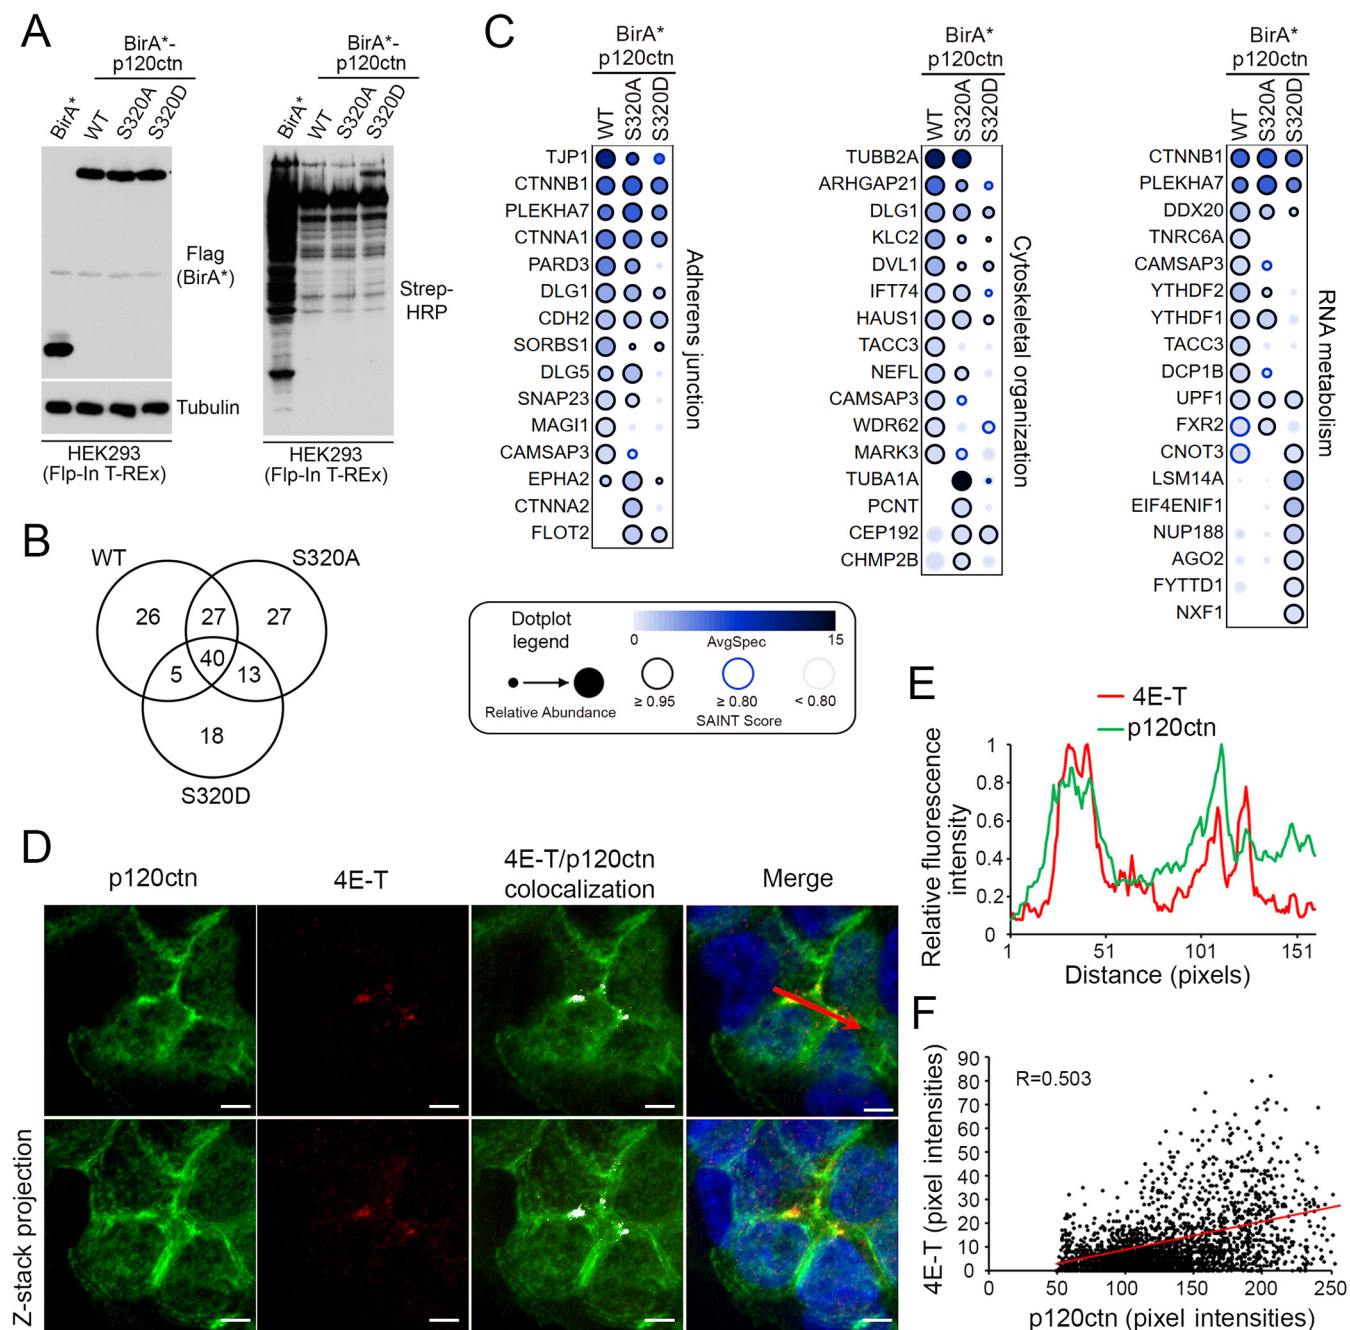 A
BirA*-
p120ctn
BirA*
WT
S320A
S320D
Flag
(BirA*)
Tubulin
HEK293
(Flp-In T-REx)
BirA*-
p120ctn
BirA*
WT
S320A
S320D
Strep-
HRP
HEK293
(Flp-In T-REx)
B
WT
S320A
26
27
27
40
5
13
18
S320D
C
BirA*
p120ctn
WT
S320A
S320D
TJP1
CTNNB1
PLEKHA7
CTNNA1
PARD3
DLG1
CDH2
SORBS1
DLG5
SNAP23
MAGI1
CAMSAP3
EPHA2
CTNNA2
FLOT2
Adherens junction
BirA*
p120ctn
WT
S320A
S320D
TUBB2A
ARHGAP21
DLG1
KLC2
DVL1
IFT74
HAUS1
TACC3
NEFL
CAMSAP3
WDR62
MARK3
TUBA1A
PCNT
CEP192
CHMP2B
Cytoskeletal organization
BirA*
p120ctn
WT
S320A
S320D
CTNNB1
PLEKHA7
DDX20
TNRC6A
CAMSAP3
YTHDF2
YTHDF1
TACC3
DCP1B
UPF1
FXR2
CNOT3
LSM14A
EIF4ENIF1
NUP188
AGO2
FYTTD1
NXF1
RNA metabolism
Dotplot
legend
0
15
AvgSpec
Relative Abundance
≥ 0.95
≥ 0.80
< 0.80
SAINT Score
D
p120ctn
4E-T
4E-T/p120ctn
colocalization
Merge
Z-stack projection
E
4E-T
p120ctn
Relative fluorescence
intensity
1
0.8
0.6
0.4
0.2
0
1
51
101
151
Distance (pixels)
F
R=0.503
4E-T (pixel intensities)
90
80
70
60
50
40
30
20
10
0
0
50
100
150
200
250
p120ctn (pixel intensities)